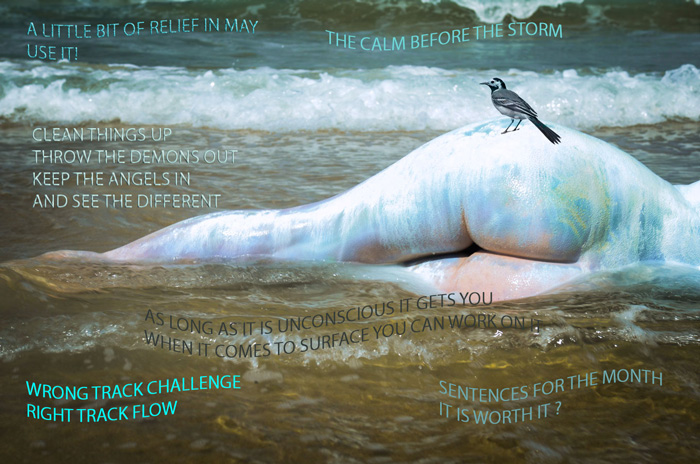 A LITTLE BIT OF RELIEF IN MAY
USE IT!
THE CALM BEFORE THE STORM
CLEAN THINGS UP
THROW THE DEMONS OUT
KEEP THE ANGELS IN
AND SEE THE DIFFERENT
AS LONG AS IT IS UNCONSCIOUS IT GETS YOU
WHEN IT COMES TO SURFACE YOU CAN WORK ON IT
WRONG TRACK CHALLENGE
RIGHT TRACK FLOW
SENTENCES FOR THE MONTH
IT IS WORTH IT ?